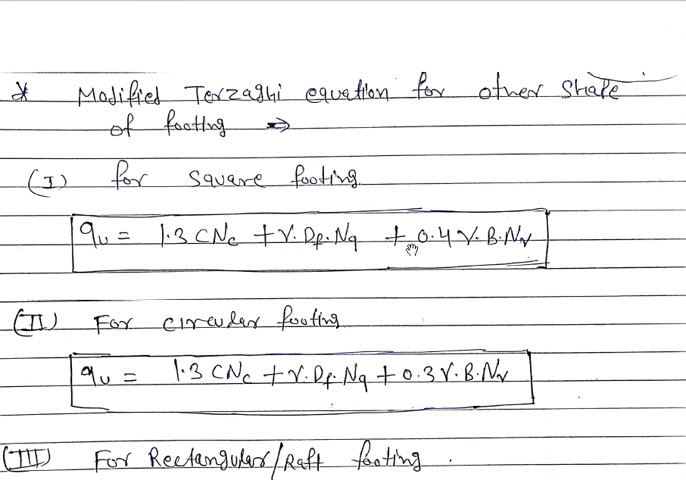 * Modified Terzaghi equation for other shape
of footing ⇒
(I) for square footing
qu = 1.3 CNc + γ.Df.Nq + 0.4 γ.B.Nγ
(II) For circular footing
qu = 1.3 CNc + γ.Df.Nq + 0.3 γ.B.Nγ
(III) For Rectangular/Raft footing.